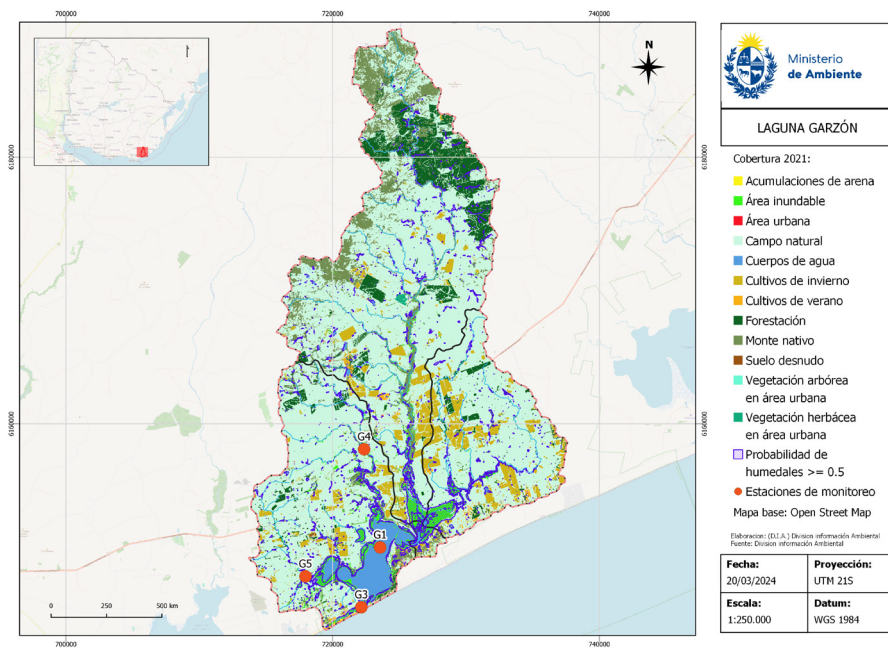 700000
720000
740000
N
6180000
6180000
6160000
6160000
G4
G1
G5
G3
0
250
500 km
700000
720000
740000
Ministerio
de Ambiente
LAGUNA GARZÓN
Cobertura 2021:
Acumulaciones de arena
Área inundable
Área urbana
Campo natural
Cuerpos de agua
Cultivos de invierno
Cultivos de verano
Forestación
Monte nativo
Suelo desnudo
Vegetación arbórea
en área urbana
Vegetación herbácea
en área urbana
Probabilidad de
humedales >= 0.5
Estaciones de monitoreo
Mapa base: Open Street Map
Elaboracion: (D.I.A.) Division información Ambiental
Fuente: Division información Ambiental
Fecha:
20/03/2024
Proyección:
UTM 21S
Escala:
1:250.000
Datum:
WGS 1984